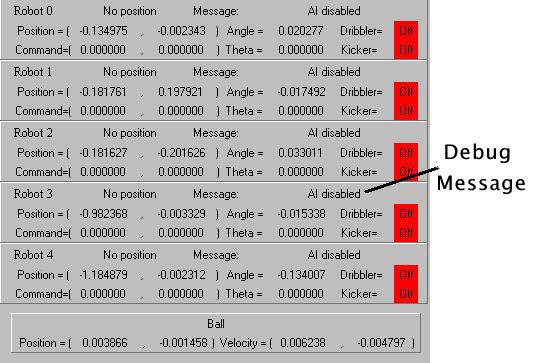 Robot 0 No position Message: AI disabled
Position = ( -0.134975 , -0.002343 ) Angle = 0.020277 Dribbler= Off
Command=( 0.000000 , 0.000000 ) Theta = 0.000000 Kicker= Off
Robot 1 No position Message: AI disabled
Position = ( -0.181761 , 0.197921 ) Angle = -0.017492 Dribbler= Off
Command=( 0.000000 , 0.000000 ) Theta = 0.000000 Kicker= Off
Robot 2 No position Message: AI disabled
Position = ( -0.181627 , -0.201626 ) Angle = 0.033011 Dribbler= Off
Command=( 0.000000 , 0.000000 ) Theta = 0.000000 Kicker= Off
Debug
Message
Robot 3 No position Message: AI disabled
Position = ( -0.982368 , -0.003329 ) Angle = -0.015338 Dribbler= Off
Command=( 0.000000 , 0.000000 ) Theta = 0.000000 Kicker= Off
Robot 4 No position Message: AI disabled
Position = ( -1.184879 , -0.002312 ) Angle = -0.134007 Dribbler= Off
Command=( 0.000000 , 0.000000 ) Theta = 0.000000 Kicker= Off
Ball
Position = ( 0.003866 , -0.001458 ) Velocity = ( 0.006238 , -0.004797 )